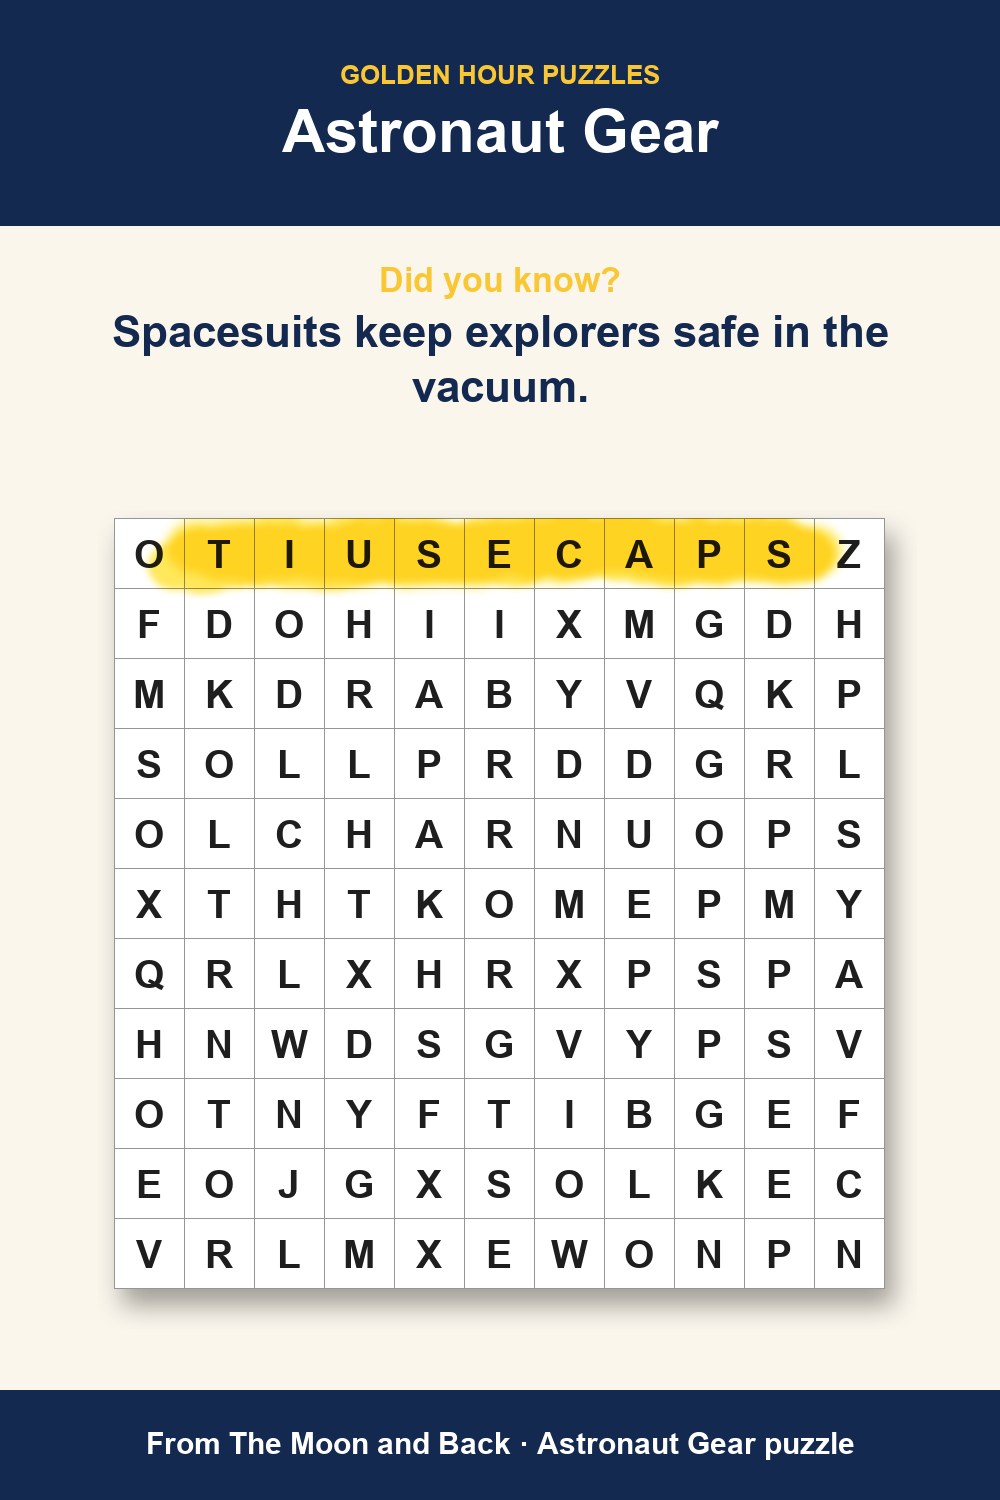 GOLDEN HOUR PUZZLES
Astronaut Gear
Did you know?
Spacesuits keep explorers safe in the
vacuum.
O T I U S E C A P S Z
F D O H I I X M G D H
M K D R A B Y V Q K P
S O L L P R D D G R L
O L C H A R N U O P S
X T H T K O M E P M Y
Q R L X H R X P S P A
H N W D S G V Y P S V
O T N Y F T I B G E F
E O J G X S O L K E C
V R L M X E W O N P N
From The Moon and Back · Astronaut Gear puzzle